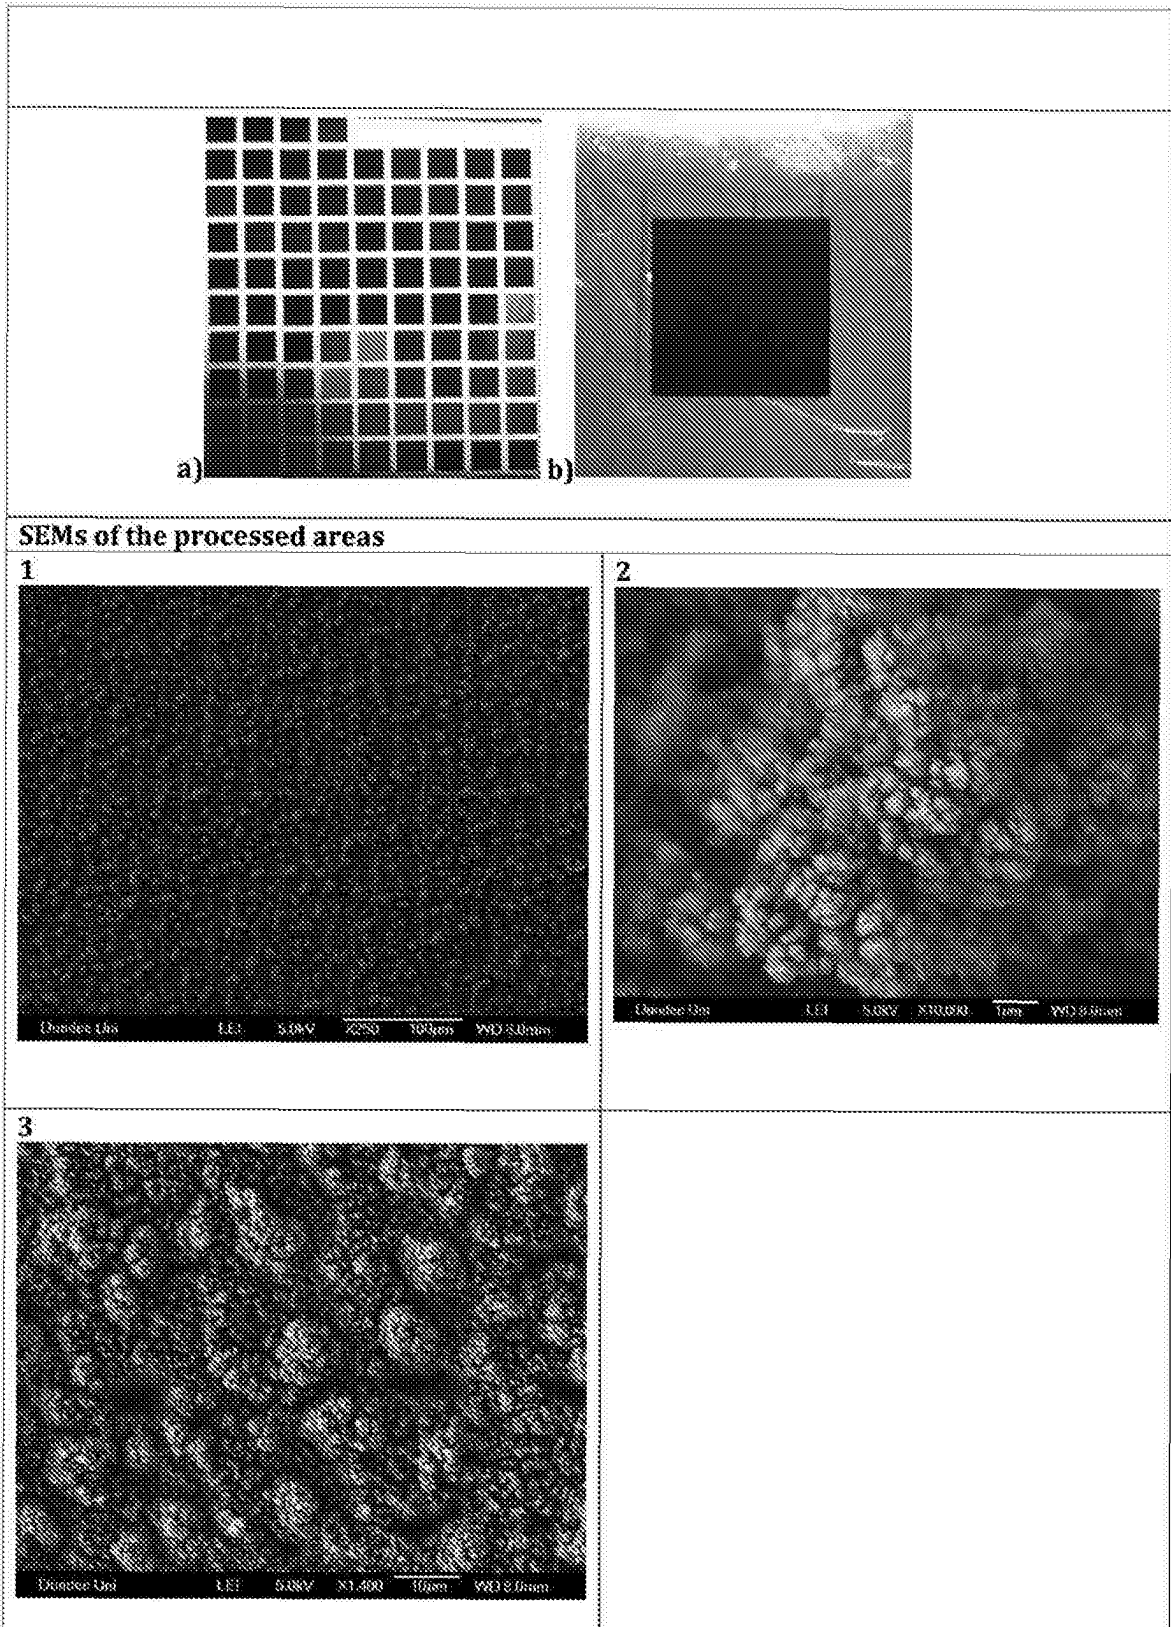 a)
b)
SEMs of the processed areas
1
2
Dundee Uni LEI 5.0kV X250 100μm WD 8.0mm
Dundee Uni LEI 5.0kV X10,000 1μm WD 8.0mm
3
Dundee Uni LEI 5.0kV X1,400 10μm WD 8.0mm